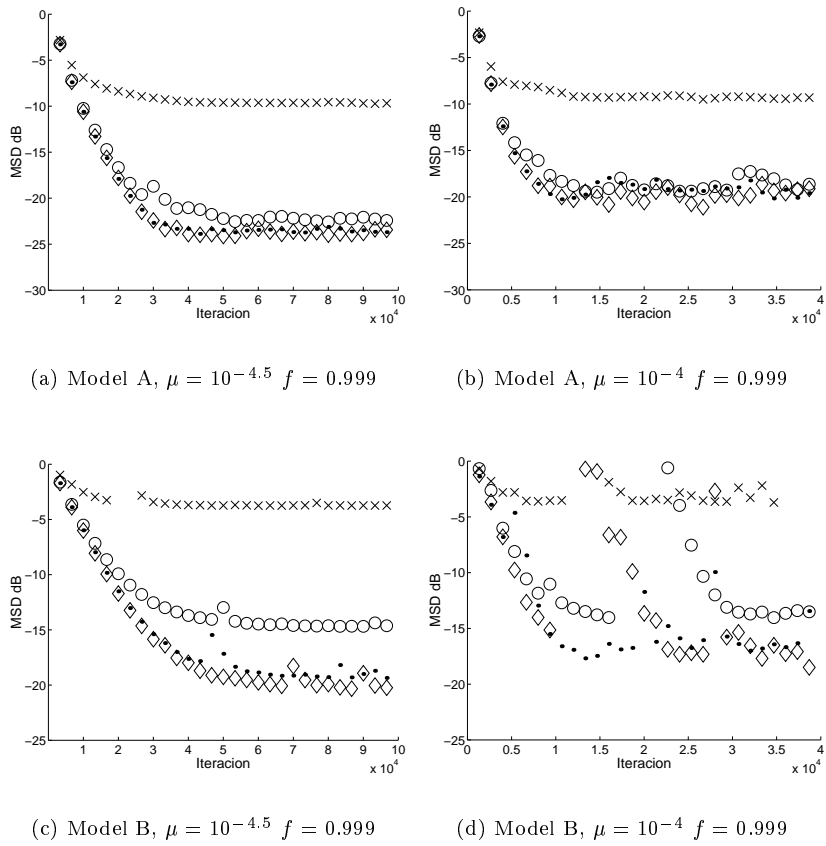 0
−5
−10
−15
−20
−25
−30
MSD dB
1 2 3 4 5 6 7 8 9 10
Iteracion
x 10^4
(a) Model A, μ = 10^{−4.5} f = 0.999
0
−5
−10
−15
−20
−25
−30
MSD dB
0 0.5 1 1.5 2 2.5 3 3.5 4
Iteracion
x 10^4
(b) Model A, μ = 10^{−4} f = 0.999
0
−5
−10
−15
−20
−25
MSD dB
1 2 3 4 5 6 7 8 9 10
Iteracion
x 10^4
(c) Model B, μ = 10^{−4.5} f = 0.999
0
−5
−10
−15
−20
−25
MSD dB
0 0.5 1 1.5 2 2.5 3 3.5 4
Iteracion
x 10^4
(d) Model B, μ = 10^{−4} f = 0.999